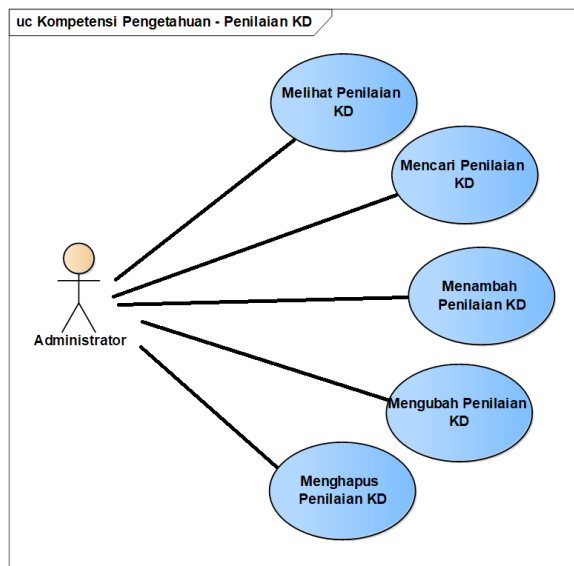 uc Kompetensi Pengetahuan - Penilaian KD
Melihat Penilaian
KD
Mencari Penilaian
KD
Menambah
Penilaian KD
Administrator
Mengubah Penilaian
KD
Menghapus
Penilaian KD